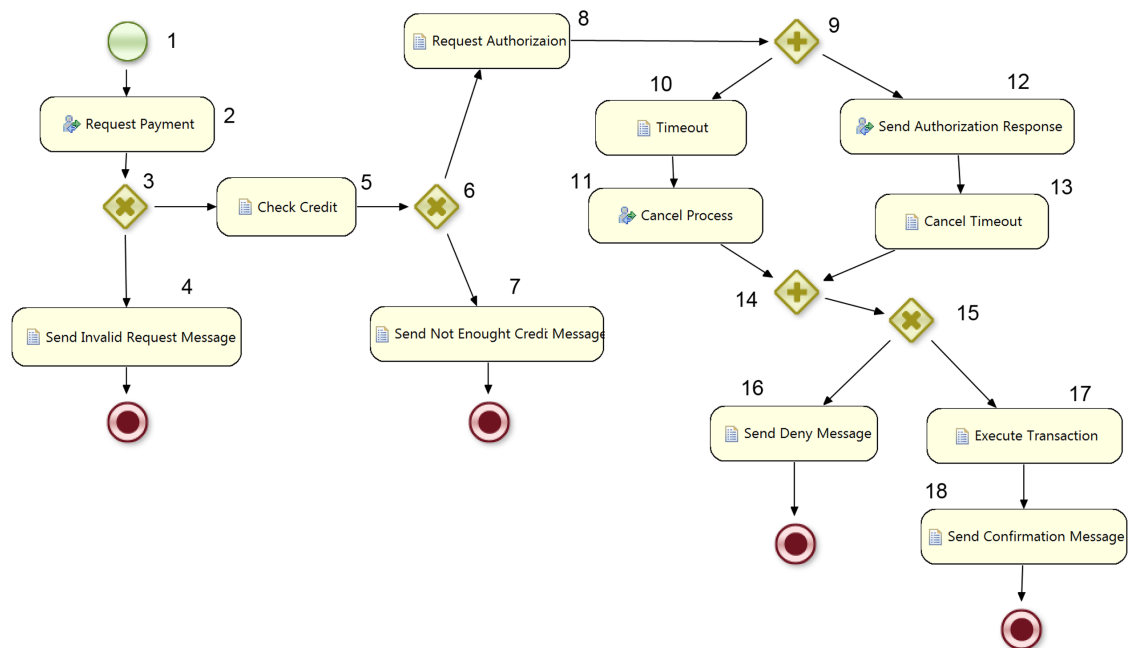 1
Request Payment
2
3
Send Invalid Request Message
4
Check Credit
5
6
Send Not Enought Credi Message
7
Request Authorizaion
8
9
Timeout
10
Cancel Process
11
Send Authorization Response
12
Cancel Timeout
13
14
15
Send Deny Message
16
Execute Transaction
17
Send Confirmation Message
18